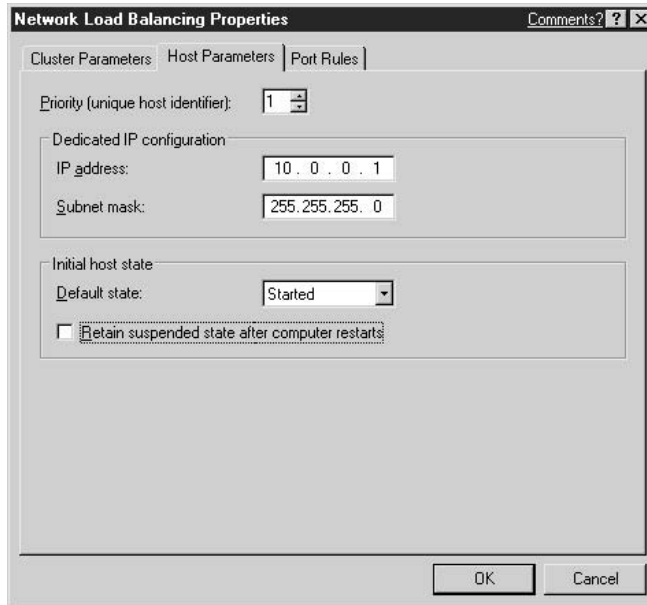 Network Load Balancing Properties Comments? ? X
Cluster Parameters Host Parameters Port Rules
Priority (unique host identifier): 1
Dedicated IP configuration
IP address: 10 . 0 . 0 . 1
Subnet mask: 255.255.255. 0
Initial host state
Default state: Started
Retain suspended state after computer restarts
OK Cancel